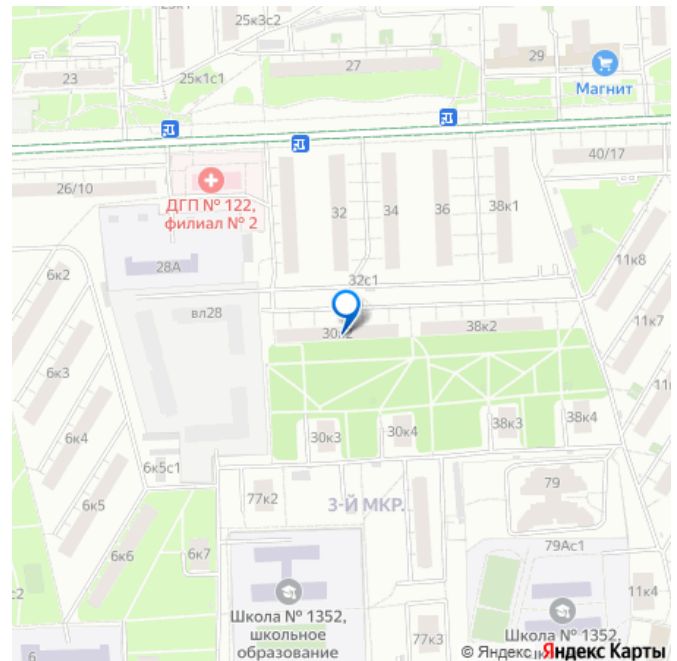 25к3с2
29
27
23
25к1с1
Магнит
40/17
26/10
ДГП № 122,
филиал № 2
32
34
36
38к1
11к8
28А
6к2
32с1
вл28
11к7
30к2
38к2
6к3
38к4
38к3
6к4
30к3
30к4
6к5с1
79
77к2
3-Й МКР.
6к5
79Ас1
6к6
6к7
11к4
Школа № 1352,
школьное
образование
Школа № 1352,
77к3
6
© Яндекс
Яндекс Карты